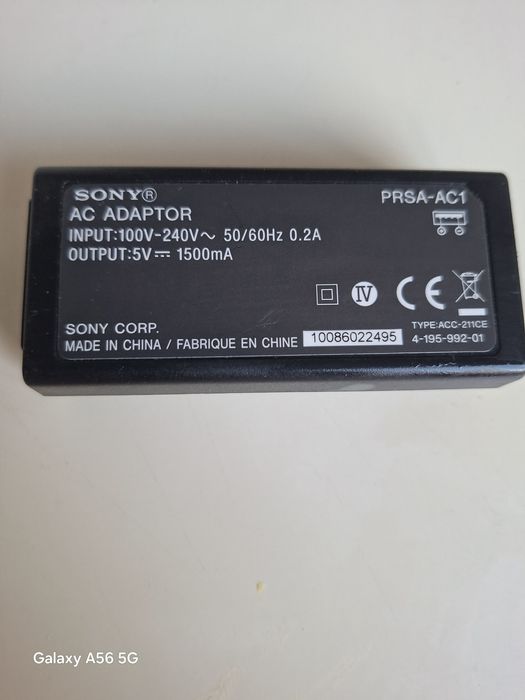 SONY®
PRSA-AC1
AC ADAPTOR
INPUT:100V-240V～ 50/60Hz 0.2A
OUTPUT:5V⎓ 1500mA
IV
CE
SONY CORP.
TYPE:ACC-211CE
MADE IN CHINA / FABRIQUE EN CHINE 10086022495 4-195-992-01
Galaxy A56 5G